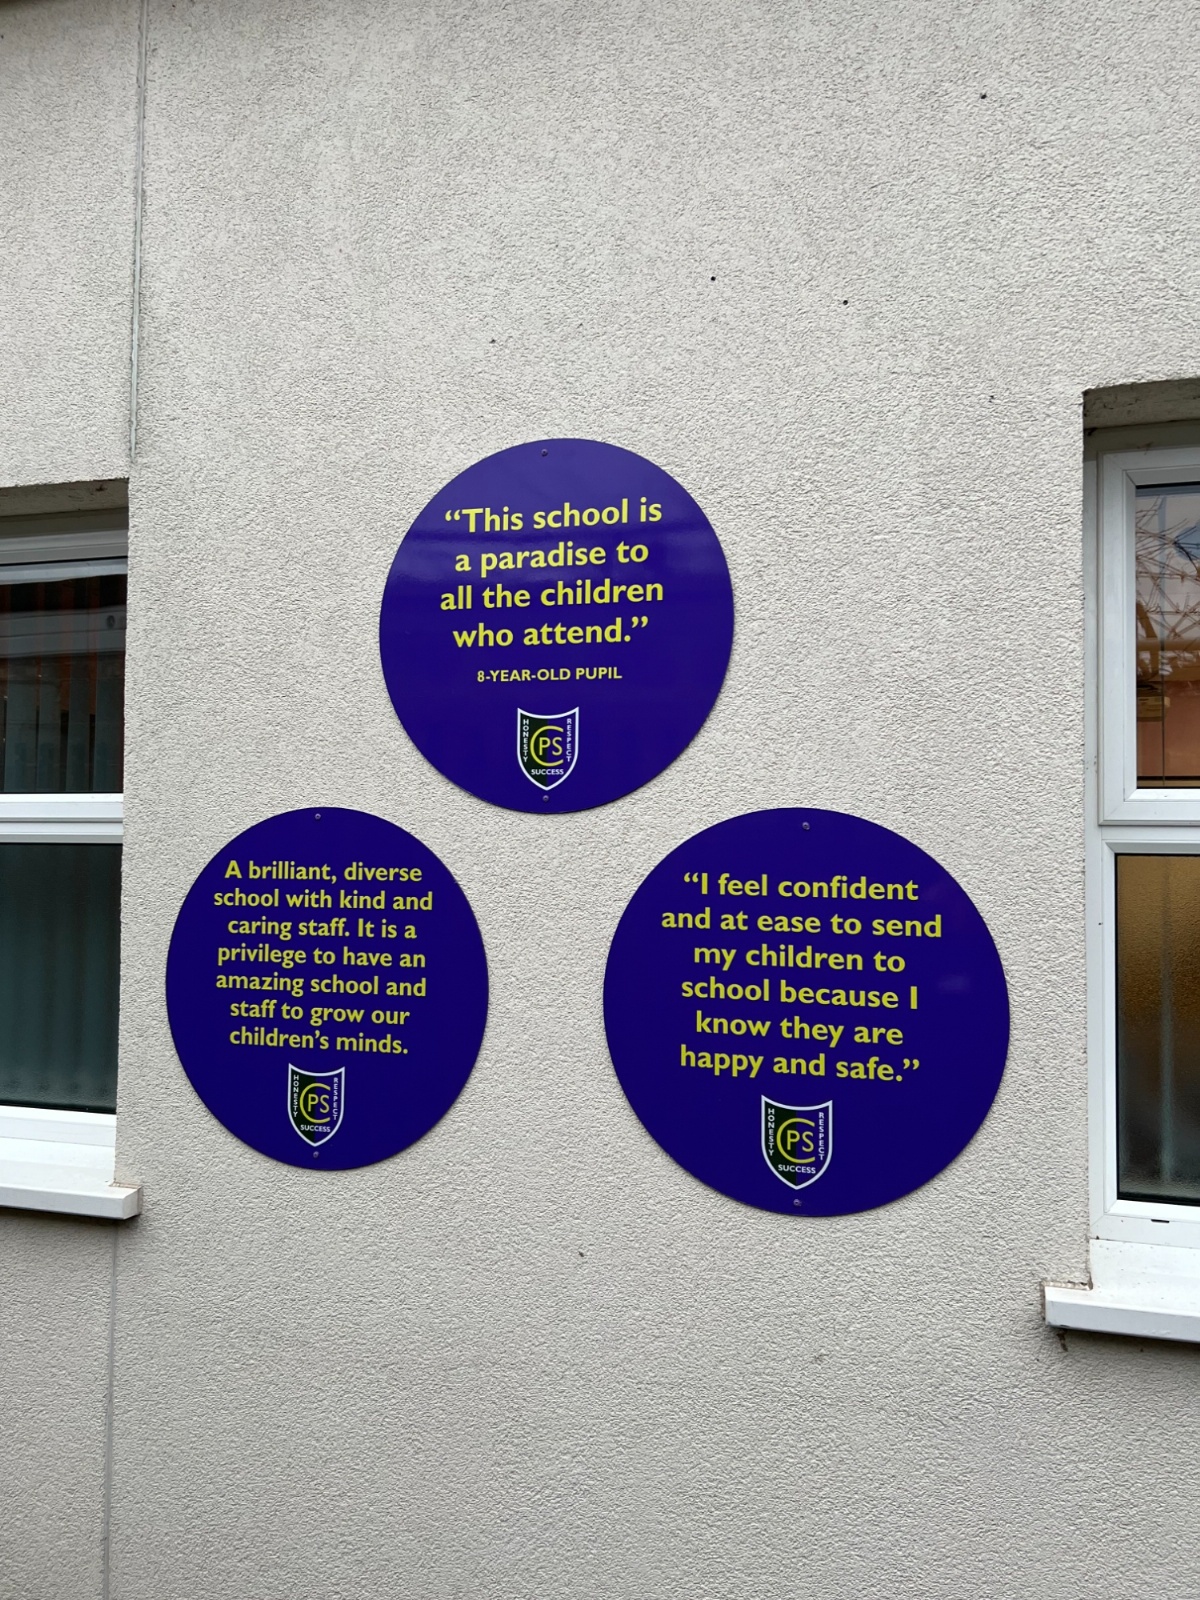 “This school is
a paradise to
all the children
who attend.”
8-YEAR-OLD PUPIL
HONESTY
RESPECT
CPS
SUCCESS
A brilliant, diverse
school with kind and
caring staff. It is a
privilege to have an
amazing school and
staff to grow our
children’s minds.
HONESTY
RESPECT
CPS
SUCCESS
“I feel confident
and at ease to send
my children to
school because I
know they are
happy and safe.”
HONESTY
RESPECT
CPS
SUCCESS